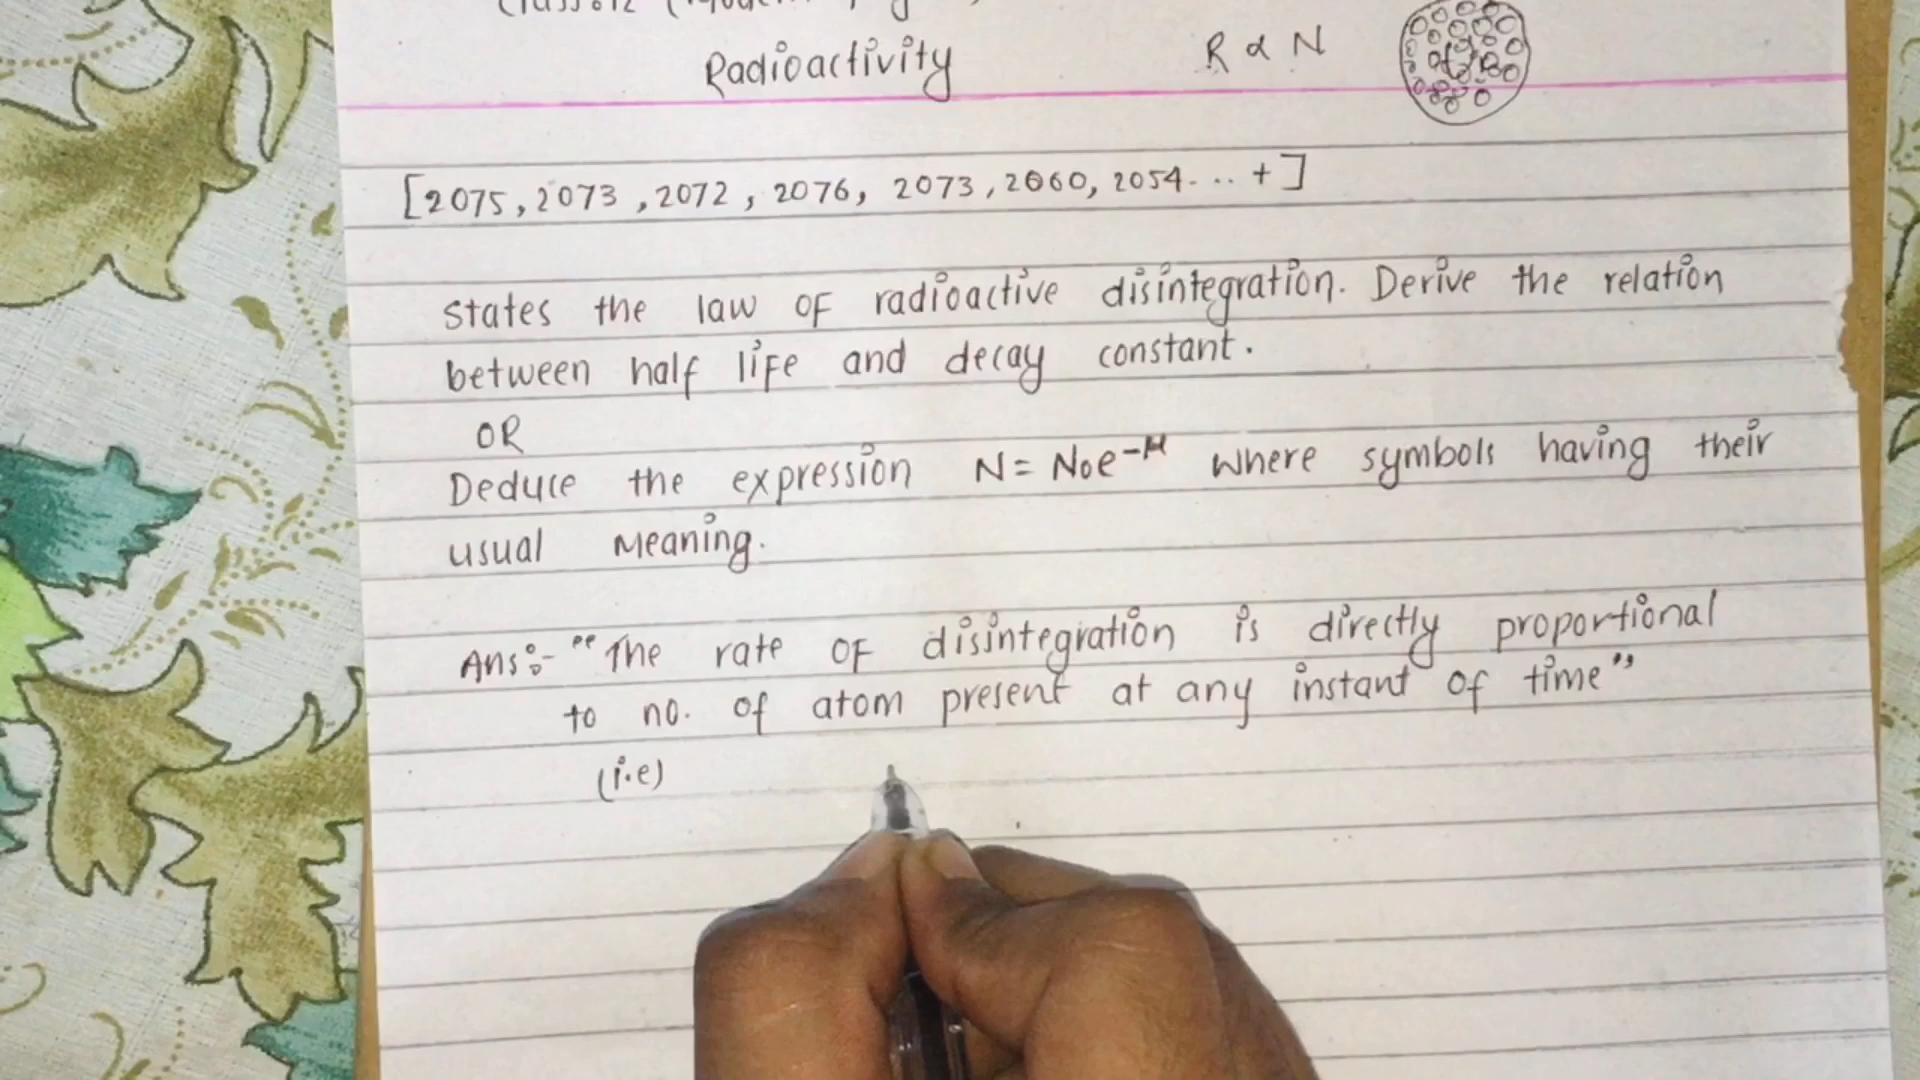 Radioactivity
R α N
[2075, 2073, 2072, 2076, 2073, 2060, 2054- .. +]
states the law OF radioactive disintegration. Derive the relation
between half life and decay constant.
OR
Deduce the expression N = N₀e⁻ᶫᵗ where symbols having their
usual Meaning.
Ans:- "The rate OF disintegration is directly proportional
to no. of atom present at any instant of time"
(i.e)